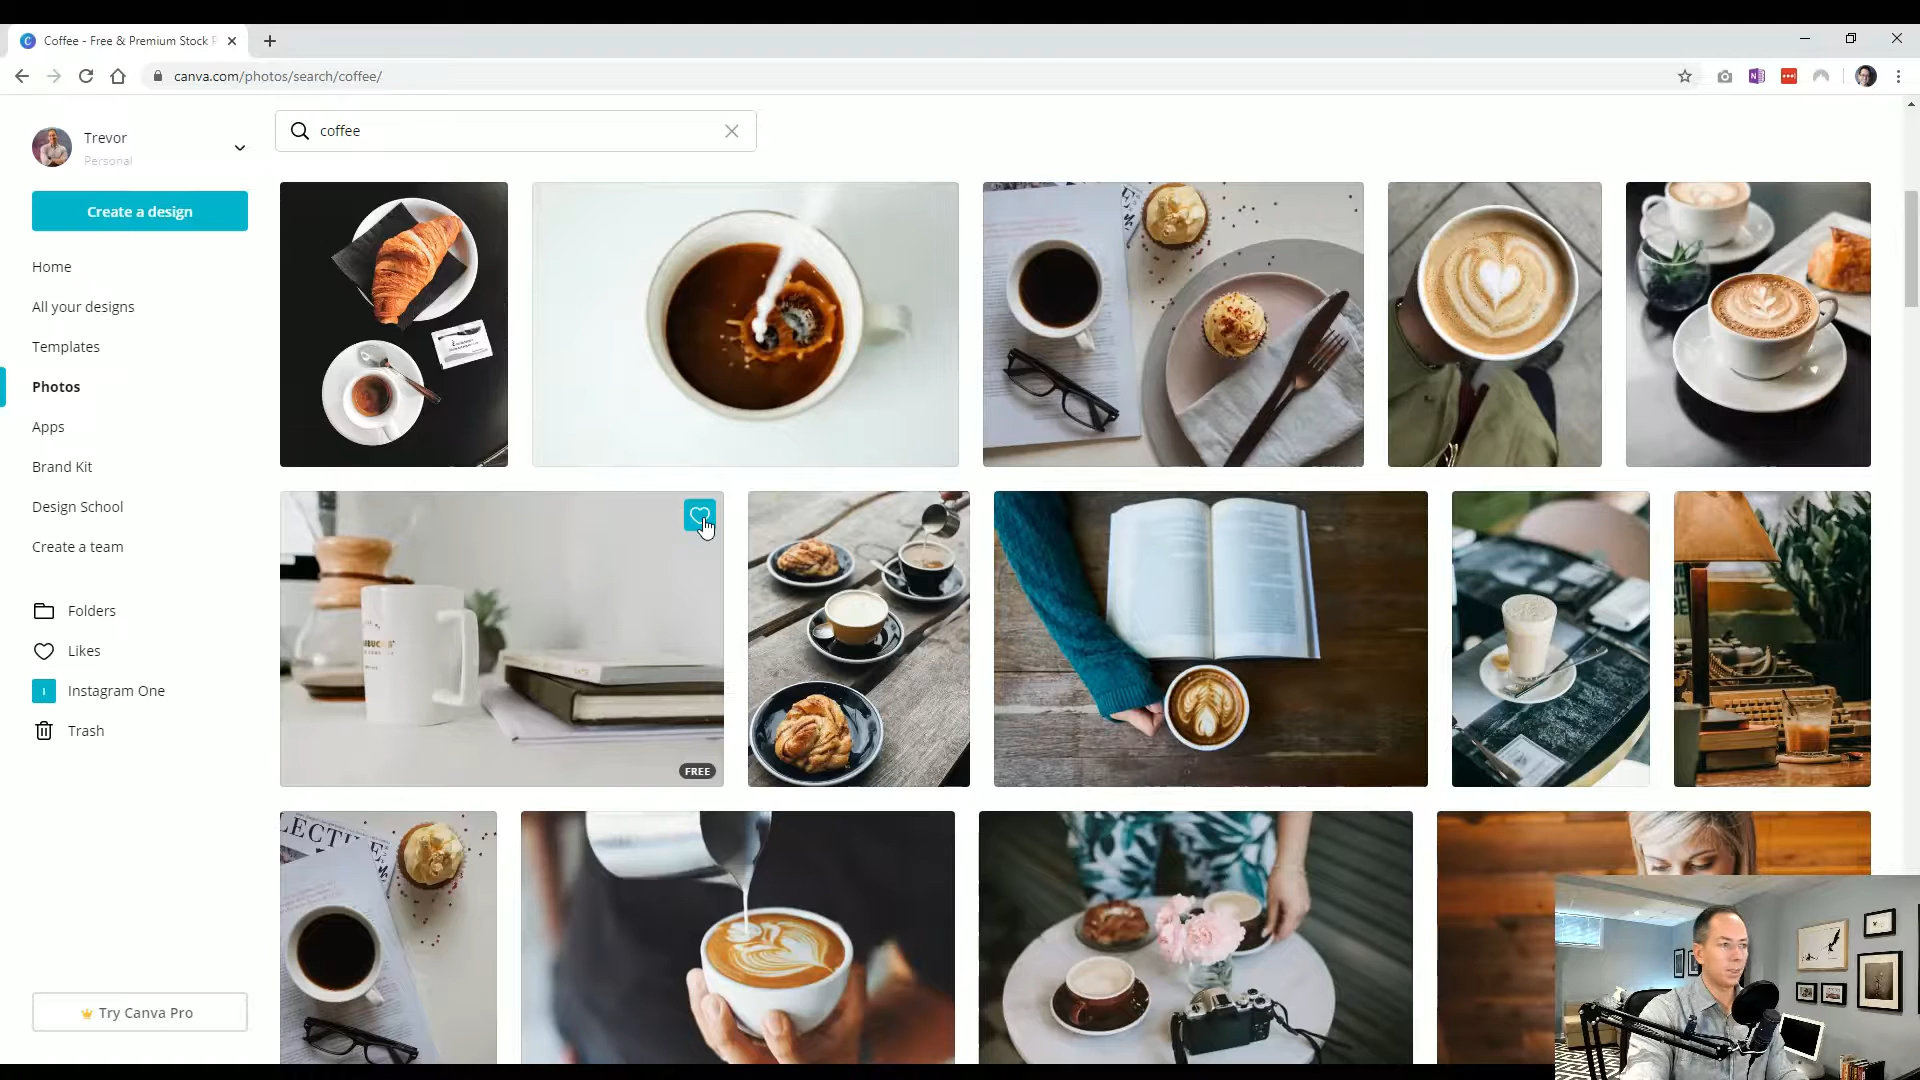 Coffee - Free & Premium Stock P
canva.com/photos/search/coffee/
coffee
Trevor
Personal
Create a design
Home
All your designs
Templates
Photos
Apps
Brand Kit
Design School
Create a team
Folders
Likes
I
Instagram One
Trash
Try Canva Pro
FREE